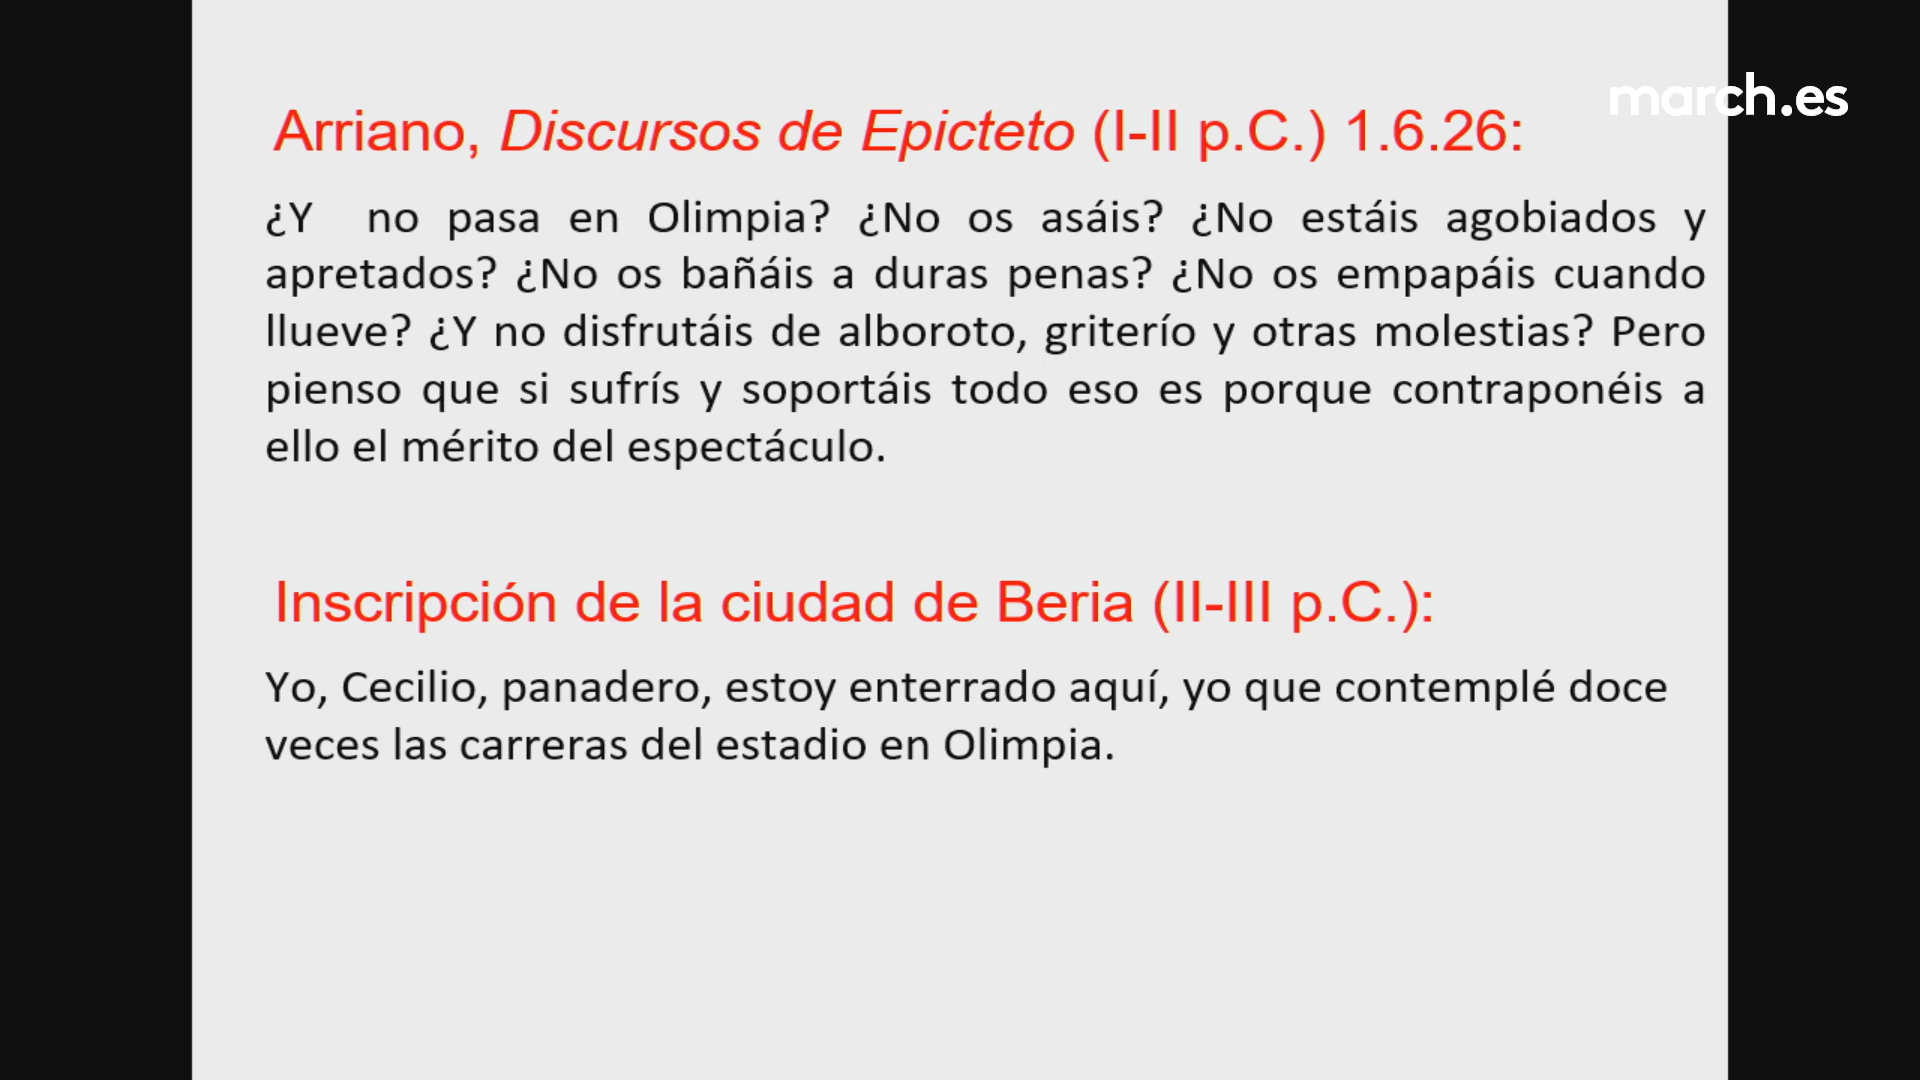 march.es
Arriano, Discursos de Epicteto (I-II p.C.) 1.6.26:
¿Y no pasa en Olimpia? ¿No os asáis? ¿No estáis agobiados y
apretados? ¿No os bañáis a duras penas? ¿No os empapáis cuando
llueve? ¿Y no disfrutáis de alboroto, griterío y otras molestias? Pero
pienso que si sufrís y soportáis todo eso es porque contraponéis a
ello el mérito del espectáculo.
Inscripción de la ciudad de Beria (II-III p.C.):
Yo, Cecilio, panadero, estoy enterrado aquí, yo que contemplé doce
veces las carreras del estadio en Olimpia.